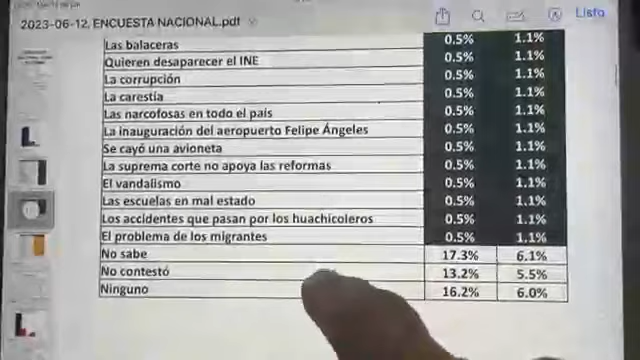 2023-06-12. ENCUESTA NACIONAL.pdf
Listo
Las balaceras 0.5% 1.1%
Quieren desaparecer el INE 0.5% 1.1%
La corrupción 0.5% 1.1%
La carestía 0.5% 1.1%
Las narcofosas en todo el país 0.5% 1.1%
La inauguración del aeropuerto Felipe Ángeles 0.5% 1.1%
Se cayó una avioneta 0.5% 1.1%
La suprema corte no apoya las reformas 0.5% 1.1%
El vandalismo 0.5% 1.1%
Las escuelas en mal estado 0.5% 1.1%
Los accidentes que pasan por los huachicoleros 0.5% 1.1%
El problema de los migrantes 0.5% 1.1%
No sabe 17.3% 6.1%
No contestó 13.2% 5.5%
Ninguno 16.2% 6.0%